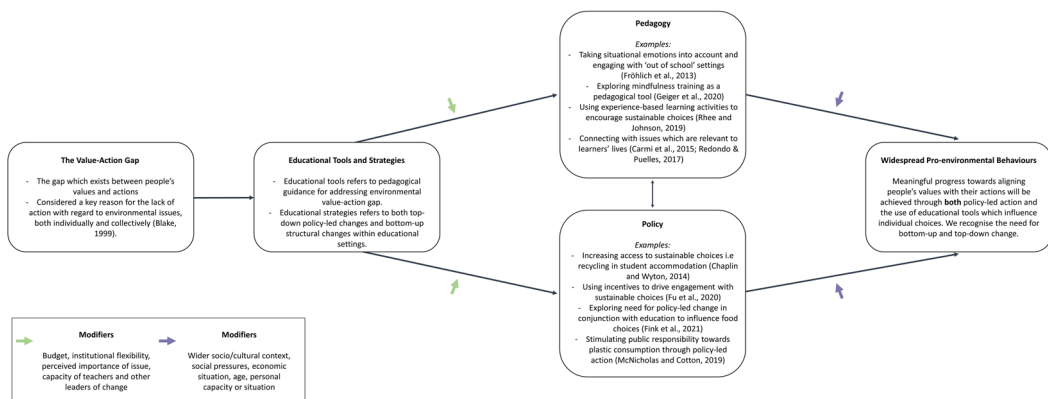 The Value-Action Gap
- The gap which exists between people's
values and actions
- Considered a key reason for the lack of
action with regard to environmental issues,
both individually and collectively (Blake,
1999).
Educational Tools and Strategies
- Educational tools refers to pedagogical
guidance for addressing environmental
value-action gap.
- Educational strategies refers to both top-
down policy-led changes and bottom-up
structural changes within educational
settings.
Pedagogy
Examples:
- Taking situational emotions into account and
engaging with 'out of school' settings
(Fröhlich et al., 2013)
- Exploring mindfulness training as a
pedagogical tool (Geiger et al., 2020)
- Using experience-based learning activities to
encourage sustainable choices (Rhee and
Johnson, 2019)
- Connecting with issues which are relevant to
learners' lives (Carmi et al., 2015; Redondo &
Puelles, 2017)
Policy
Examples:
- Increasing access to sustainable choices i.e
recycling in student accommodation (Chaplin
and Wyton, 2014)
- Using incentives to drive engagement with
sustainable choices (Fu et al., 2020)
- Exploring need for policy-led change in
conjunction with education to influence food
choices (Fink et al., 2021)
- Stimulating public responsibility towards
plastic consumption through policy-led
action (McNicholas and Cotton, 2019)
Widespread Pro-environmental Behaviours
Meaningful progress towards aligning
people's values with their actions will
be achieved through both policy-led action and
the use of educational tools which influence
individual choices. We recognise the need for
bottom-up and top-down change.
Modifiers
Budget, institutional flexibility,
perceived importance of issue,
capacity of teachers and other
leaders of change
Modifiers
Wider socio/cultural context,
social pressures, economic
situation, age, personal
capacity or situation